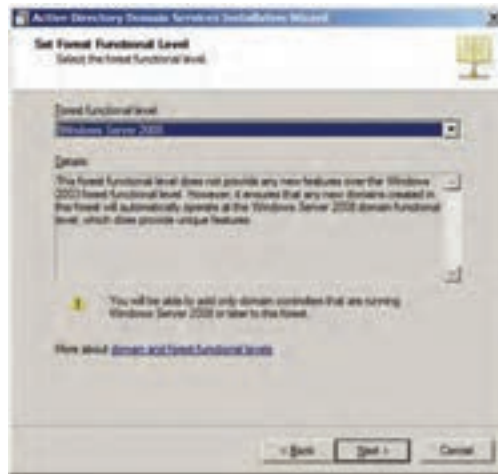 Active Directory Domain Services Installation Wizard
Set Forest Functional Level
Select the forest functional level.
Forest functional level:
Windows Server 2008
Details:
This forest functional level does not provide any new features over the Windows
2003 forest functional level. However, it ensures that any new domains created in
this forest will automatically operate at the Windows Server 2008 domain functional
level, which does provide unique features.
You will be able to add only domain controllers that are running
Windows Server 2008 or later to this forest.
More about domain and forest functional levels
< Back
Next >
Cancel